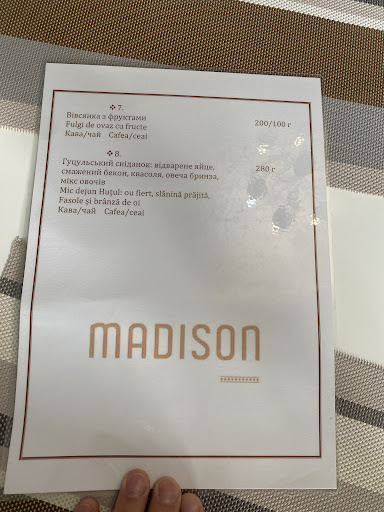 ❖ 7.
Вівсянка з фруктами
Fulgi de ovaz cu fructe 200/100 г
Кава/чай Cafea/ceai
❖ 8.
Гуцульський сніданок: відварене яйце, 280 г
смажений бекон, квасоля, овеча бринза,
мікс овочів
Mic dejun Huțul: ou fiert, slănină prăjită,
Fasole și brânză de oi
Кава/чай Cafea/ceai
MADISON